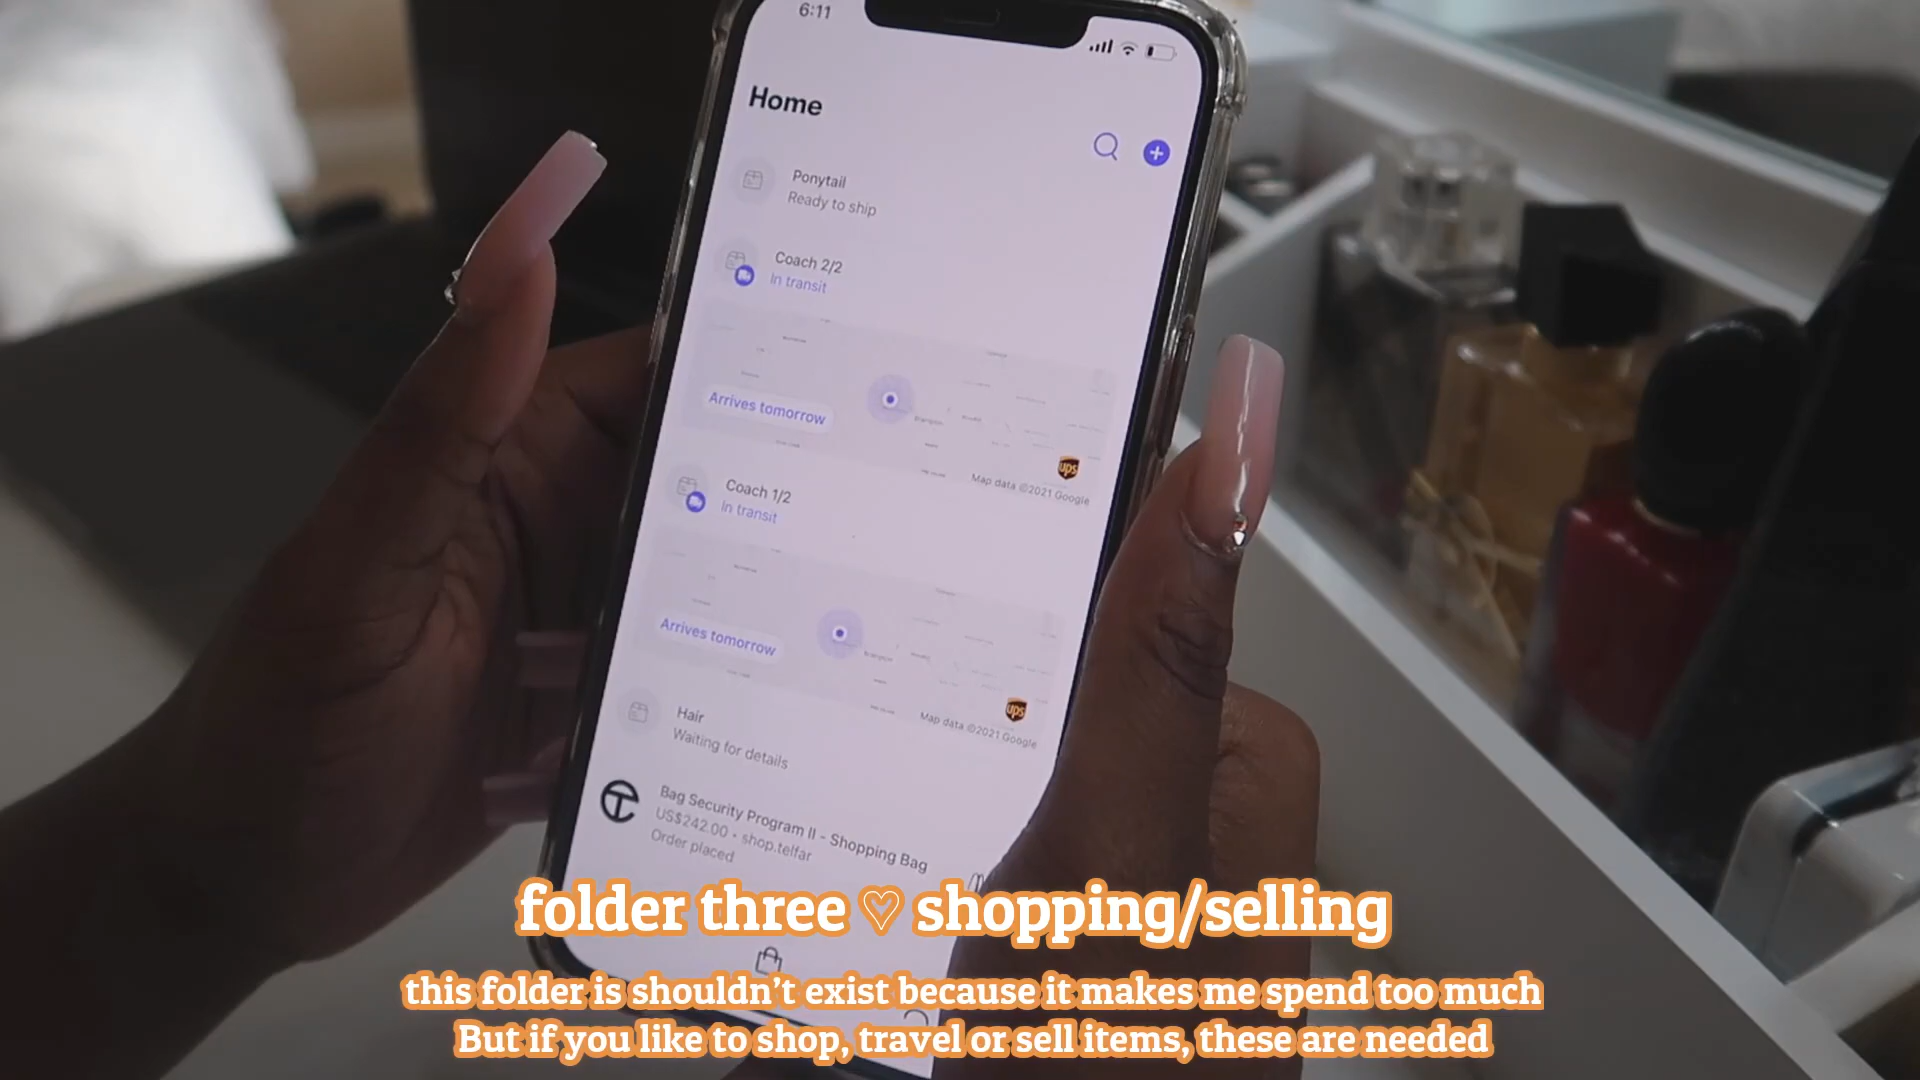 6:11
Home
Ponytail
Ready to ship
Coach 2/2
In transit
Arrives tomorrow
ups
Map data ©2021 Google
Coach 1/2
In transit
Arrives tomorrow
ups
Map data ©2021 Google
Hair
Waiting for details
Bag Security Program II - Shopping Bag
US$242.00 • shop.telfar
Order placed
folder three ♡ shopping/selling
this folder is shouldn't exist because it makes me spend too much
But if you like to shop, travel or sell items, these are needed